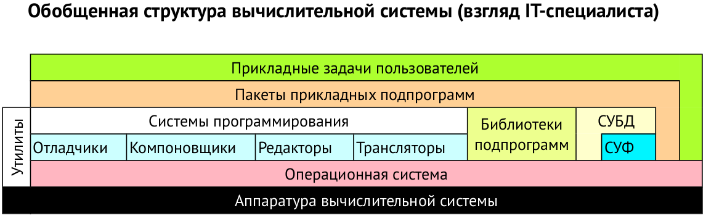 Обобщенная структура вычислительной системы (взгляд IT-специалиста)
Прикладные задачи пользователей
Пакеты прикладных подпрограмм
Утилиты
Системы программирования
Отладчики
Компоновщики
Редакторы
Трансляторы
Библиотеки
подпрограмм
СУБД
СУФ
Операционная система
Аппаратура вычислительной системы